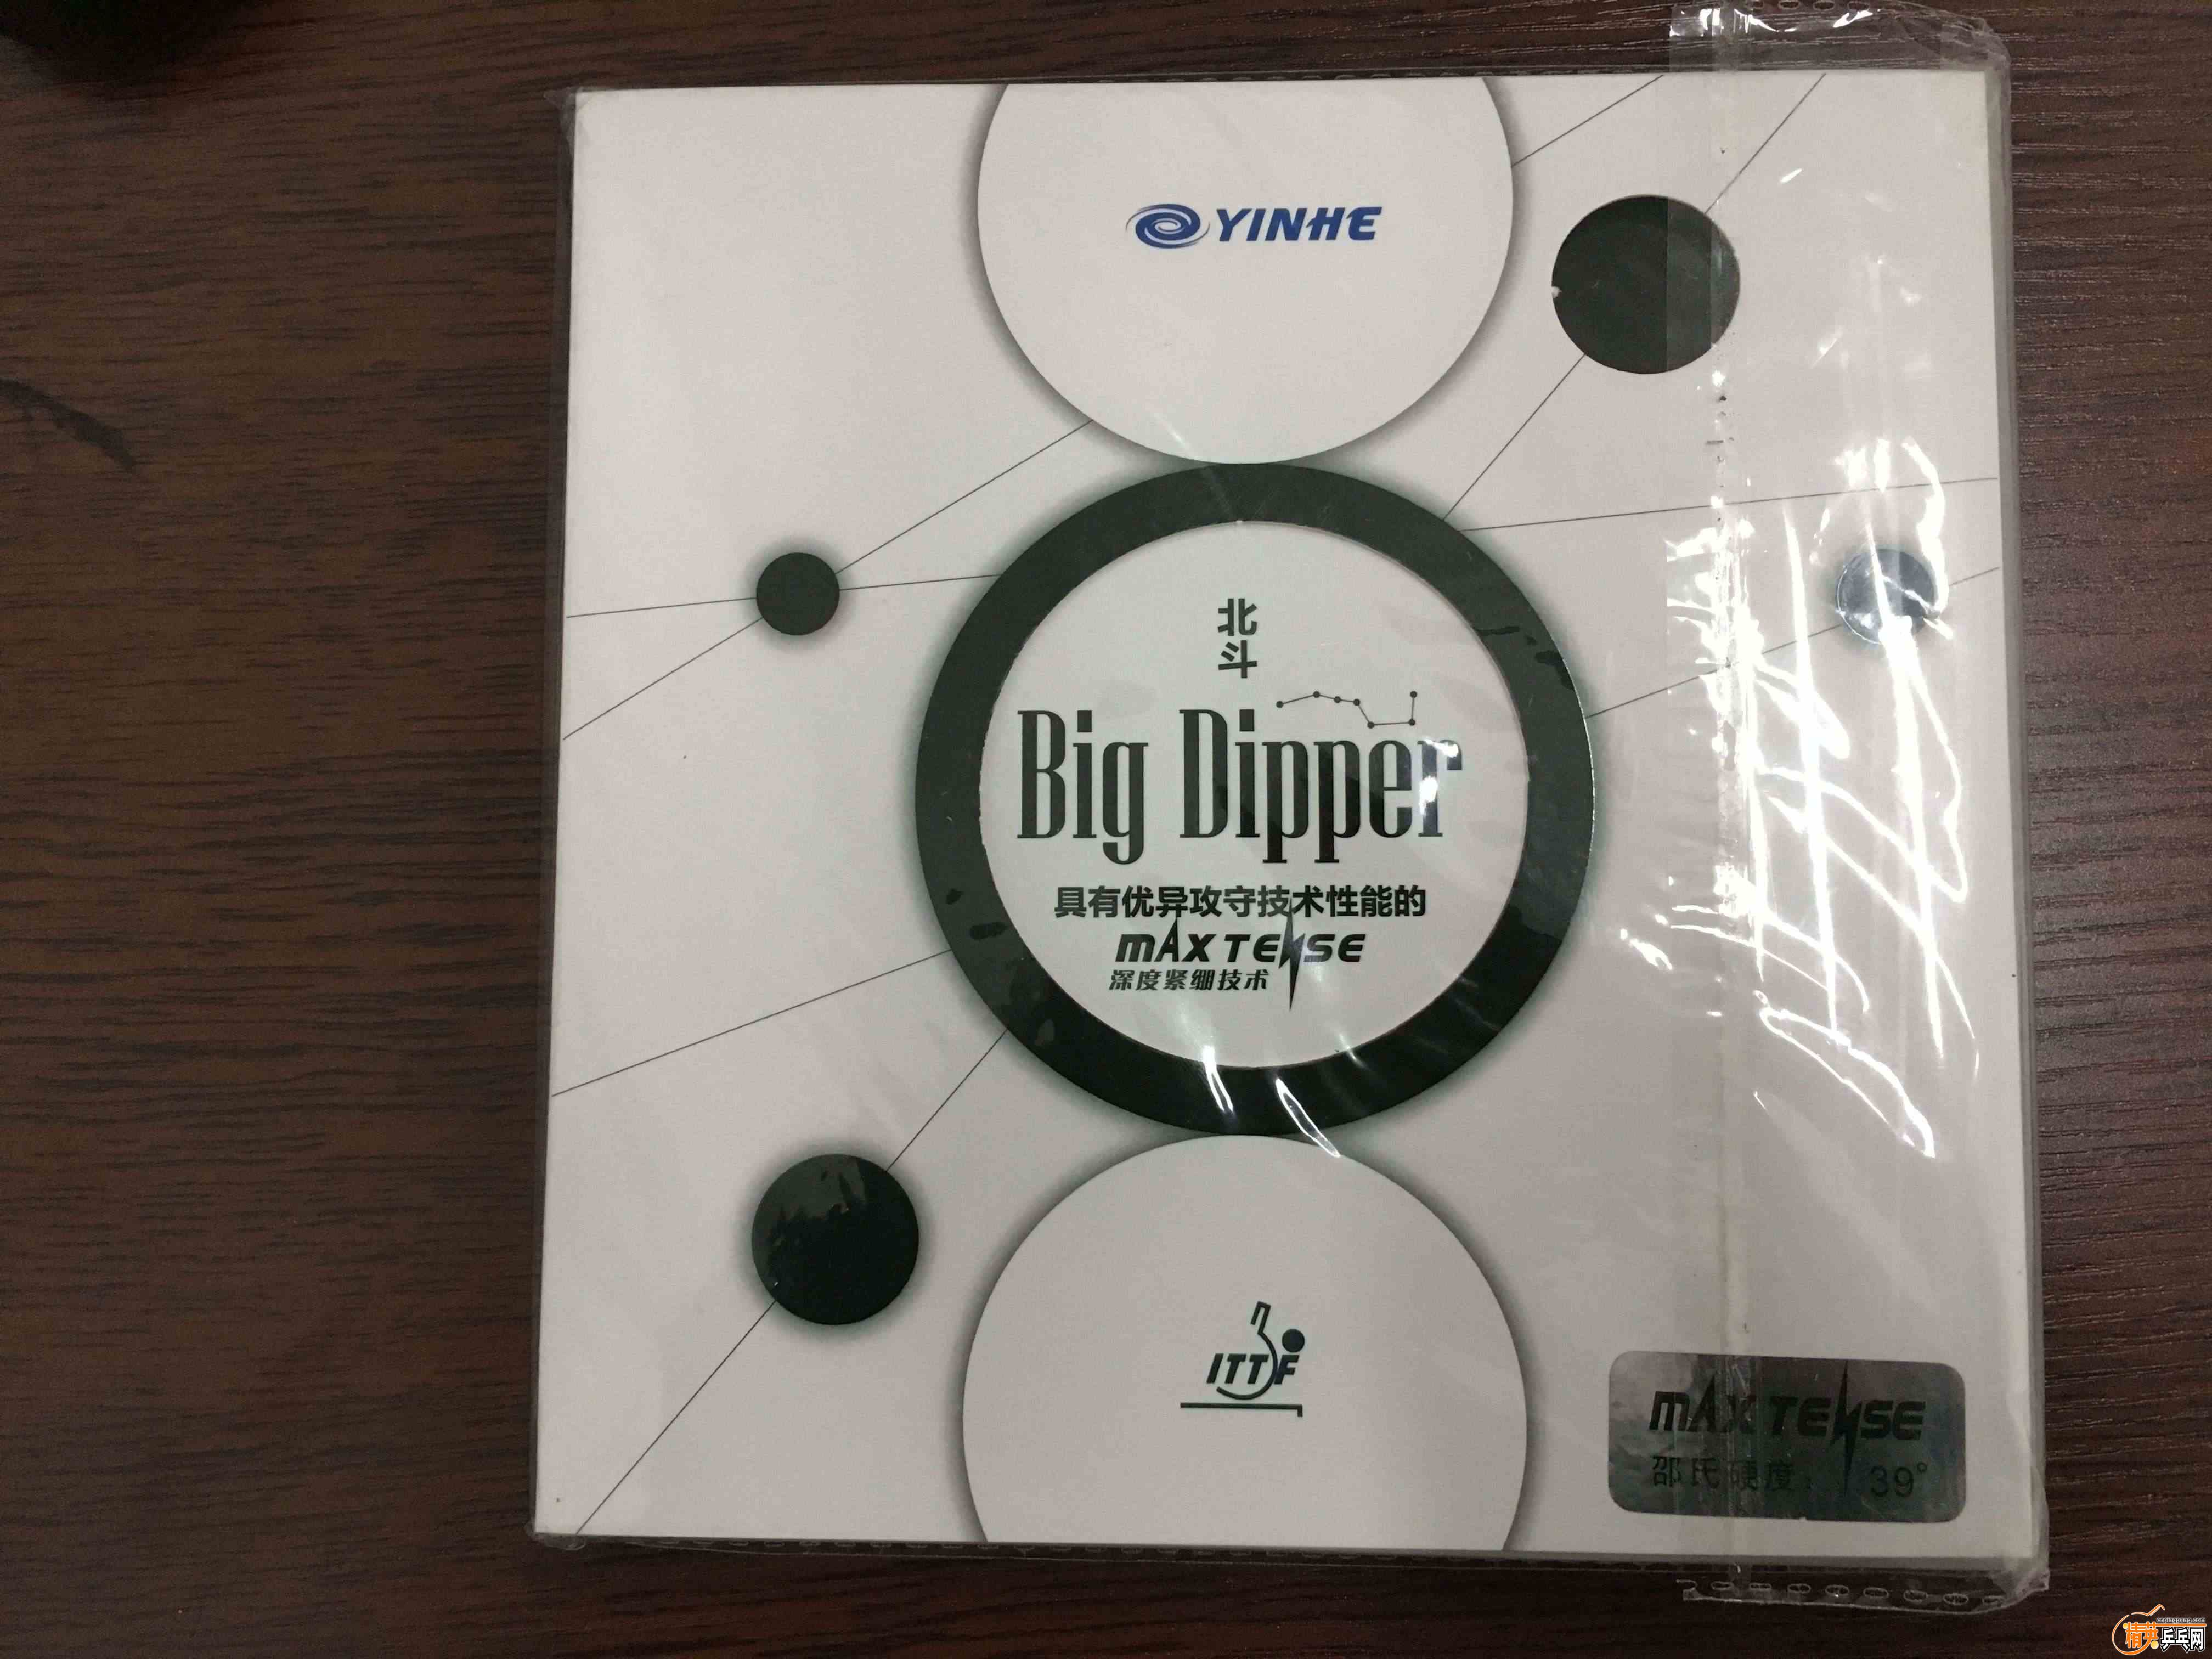 YINHE
北
斗
Big Dipper
具有优异攻守技术性能的
MAX TENSE
深度紧绷技术
ITTF
MAX TENSE
邵氏硬度: 39°
精英乒乓网